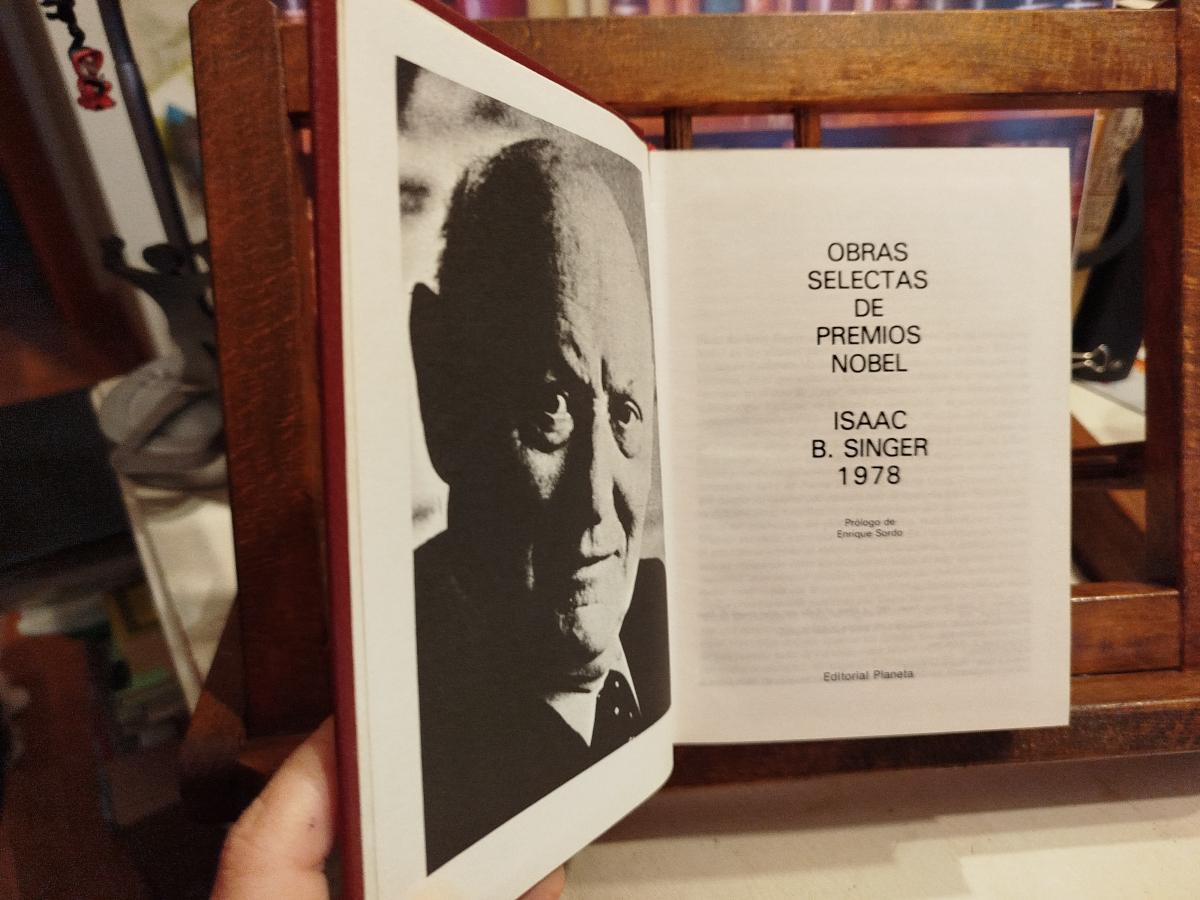 OBRAS
SELECTAS
DE
PREMIOS
NOBEL
ISAAC
B. SINGER
1978
Prólogo de
Enrique Sordo
Editorial Planeta